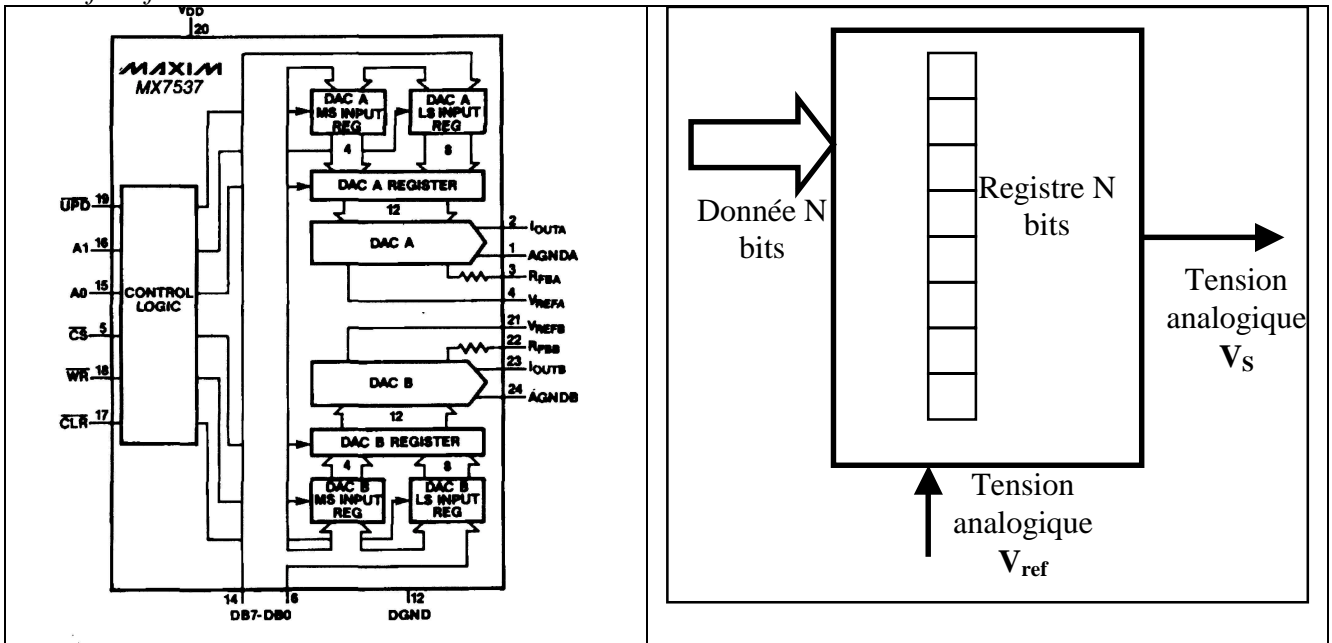 VDD
20
MAXIM
MX7537
DAC A
MS INPUT
REG
DAC A
LS INPUT
REG
4
8
DAC A REGISTER
12
DAC A
2 IOUTA
1 AGNDA
3 RFBA
4 VREFA
UPD 19
A1 16
A0 15
CS 5
WR 18
CLR 17
CONTROL
LOGIC
21 VREFB
22 RFBB
23 IOUTB
24 AGNDB
DAC B
12
DAC B REGISTER
4
8
DAC B
MS INPUT
REG
DAC B
LS INPUT
REG
14
6
12
DB7-DB0
DGND
Donnée N
bits
Registre N
bits
Tension
analogique
VS
Tension
analogique
Vref